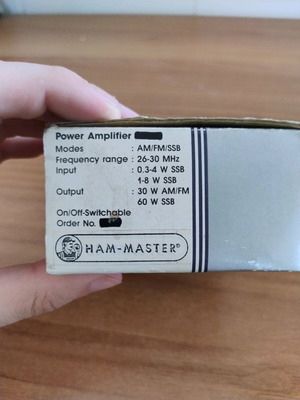 Power Amplifier
Modes : AM/FM/SSB
Frequency range : 26-30 MHz
Input : 0.3-4 W SSB
1-8 W SSB
Output : 30 W AM/FM
60 W SSB
On/Off-Switchable
Order No.
HAM-MASTER®